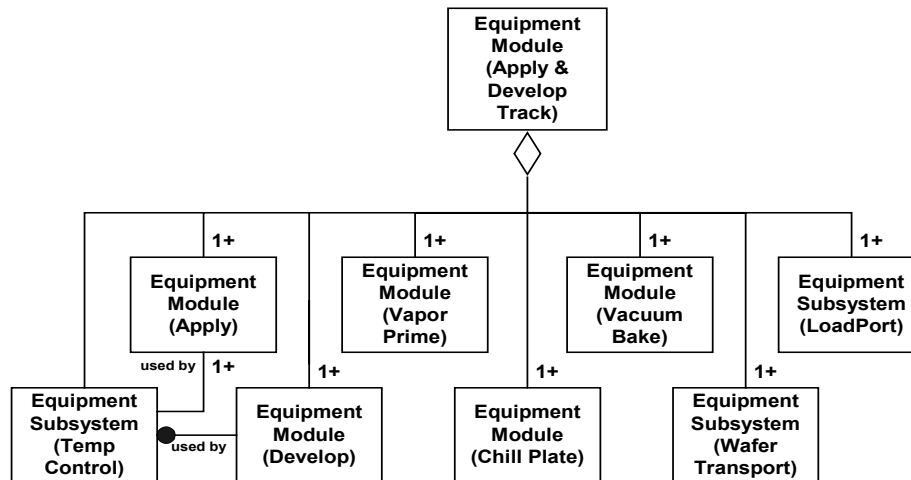 Equipment
Module
(Apply &
Develop
Track)
1+
1+
1+
1+
Equipment
Module
(Apply)
Equipment
Module
(Vapor
Prime)
Equipment
Module
(Vacuum
Bake)
Equipment
Subsystem
(LoadPort)
used by
1+
1+
1+
1+
Equipment
Subsystem
(Temp
Control)
used by
Equipment
Module
(Develop)
Equipment
Module
(Chill Plate)
Equipment
Subsystem
(Wafer
Transport)